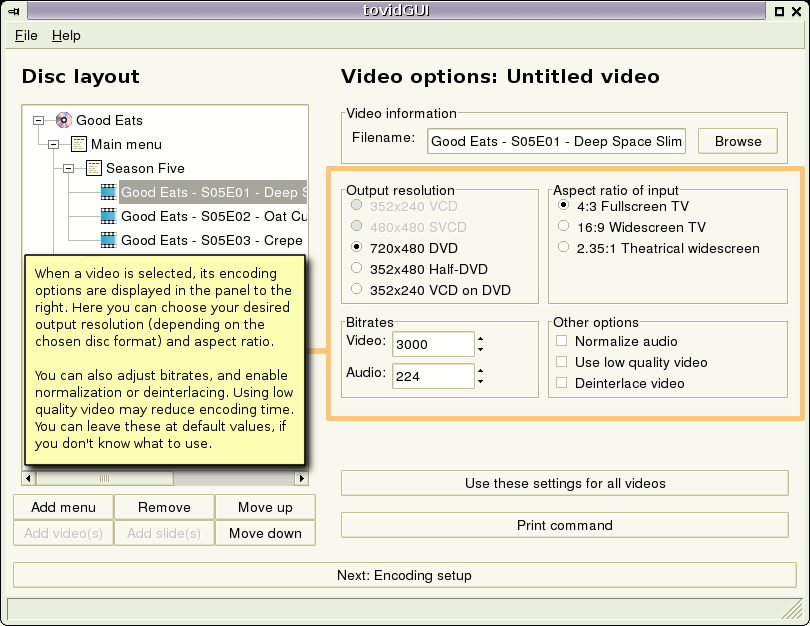 tovidGUI
File Help
Disc layout
Good Eats
Main menu
Season Five
Good Eats - S05E01 - Deep S
Good Eats - S05E02 - Oat Cu
Good Eats - S05E03 - Crepe
When a video is selected, its encoding
options are displayed in the panel to the
right. Here you can choose your desired
output resolution (depending on the
chosen disc format) and aspect ratio.
You can also adjust bitrates, and enable
normalization or deinterlacing. Using low
quality video may reduce encoding time.
You can leave these at default values, if
you don't know what to use.
Add menu Remove Move up
Add video(s) Add slide(s) Move down
Video options: Untitled video
Video information
Filename: Good Eats - S05E01 - Deep Space Slim Browse
Output resolution
352x240 VCD
480x480 SVCD
720x480 DVD
352x480 Half-DVD
352x240 VCD on DVD
Aspect ratio of input
4:3 Fullscreen TV
16:9 Widescreen TV
2.35:1 Theatrical widescreen
Bitrates
Video: 3000
Audio: 224
Other options
Normalize audio
Use low quality video
Deinterlace video
Use these settings for all videos
Print command
Next: Encoding setup